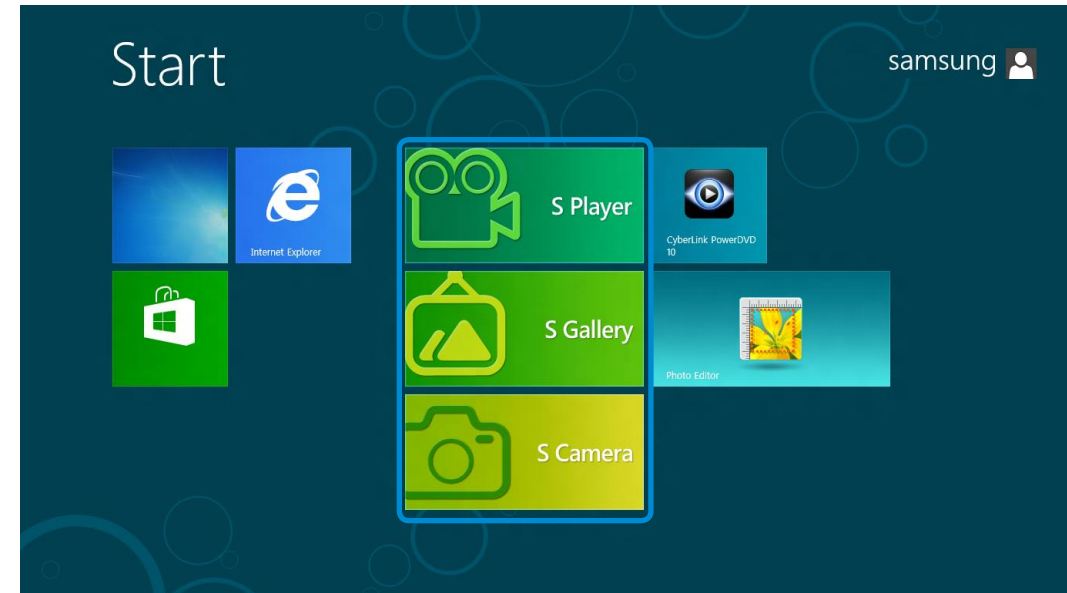 Start
samsung
Internet Explorer
S Player
CyberLink PowerDVD
10
S Gallery
Photo Editor
S Camera